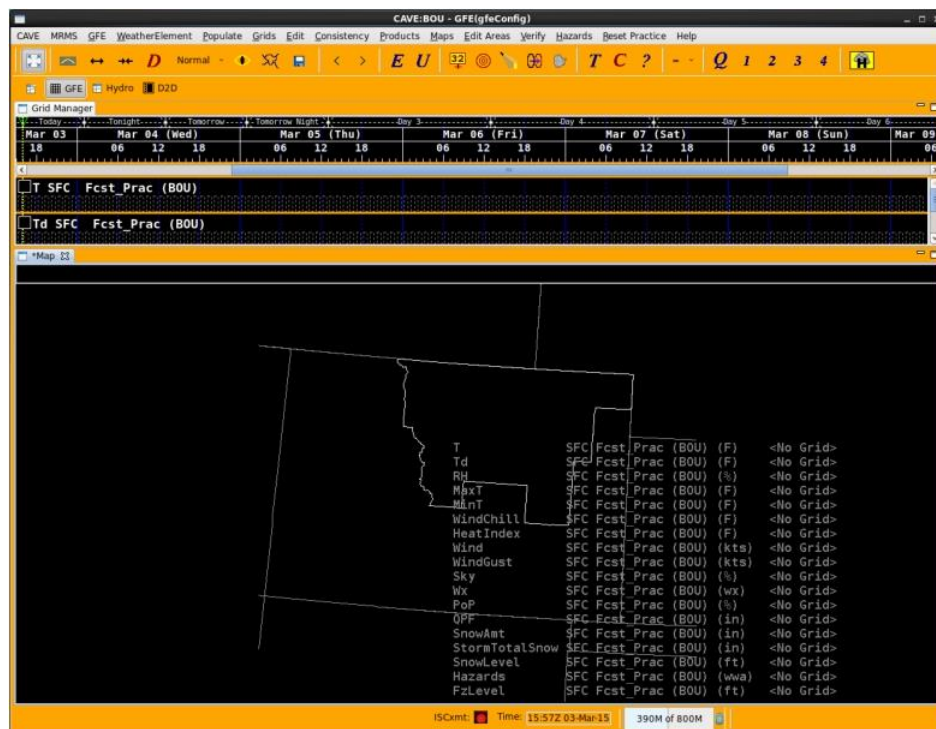 CAVE:BOU - GFE(gfeConfig)
CAVE MRMS GFE WeatherElement Populate Grids Edit Consistency Products Maps Edit Areas Verify Hazards Reset Practice Help
D Normal < > E U 32 T C ? - - Q 1 2 3 4
GFE Hydro D2D
Grid Manager
Today Tonight Tomorrow Tomorrow Night Day 3 Day 4 Day 5 Day 6
Mar 03 Mar 04 (Wed) Mar 05 (Thu) Mar 06 (Fri) Mar 07 (Sat) Mar 08 (Sun) Mar 09
18 06 12 18 06 12 18 06 12 18 06 12 18 06 12 18 06
T SFC Fcst_Prac (BOU)
Td SFC Fcst_Prac (BOU)
*Map
T SFC Fcst_Prac (BOU) (F) <No Grid>
Td SFC Fcst_Prac (BOU) (F) <No Grid>
RH SFC Fcst_Prac (BOU) (%) <No Grid>
MaxT SFC Fcst_Prac (BOU) (F) <No Grid>
MinT SFC Fcst_Prac (BOU) (F) <No Grid>
WindChill SFC Fcst_Prac (BOU) (F) <No Grid>
HeatIndex SFC Fcst_Prac (BOU) (F) <No Grid>
Wind SFC Fcst_Prac (BOU) (kts) <No Grid>
WindGust SFC Fcst_Prac (BOU) (kts) <No Grid>
Sky SFC Fcst_Prac (BOU) (%) <No Grid>
Wx SFC Fcst_Prac (BOU) (wx) <No Grid>
PoP SFC Fcst_Prac (BOU) (%) <No Grid>
QPF SFC Fcst_Prac (BOU) (in) <No Grid>
SnowAmt SFC Fcst_Prac (BOU) (in) <No Grid>
StormTotalSnow SFC Fcst_Prac (BOU) (in) <No Grid>
SnowLevel SFC Fcst_Prac (BOU) (ft) <No Grid>
Hazards SFC Fcst_Prac (BOU) (wwa) <No Grid>
FzLevel SFC Fcst_Prac (BOU) (ft) <No Grid>
ISCxmt: Time: 15:57Z 03-Mar-15 390M of 800M